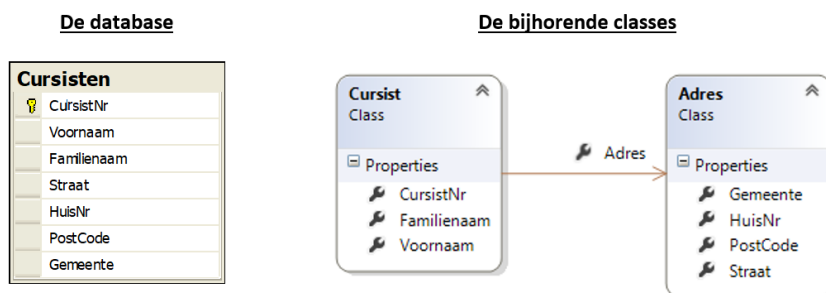 De database
De bijhorende classes
Cursisten
CursistNr
Voornaam
Familienaam
Straat
HuisNr
PostCode
Gemeente
Cursist
Class
Properties
CursistNr
Familienaam
Voornaam
Adres
Adres
Class
Properties
Gemeente
HuisNr
PostCode
Straat